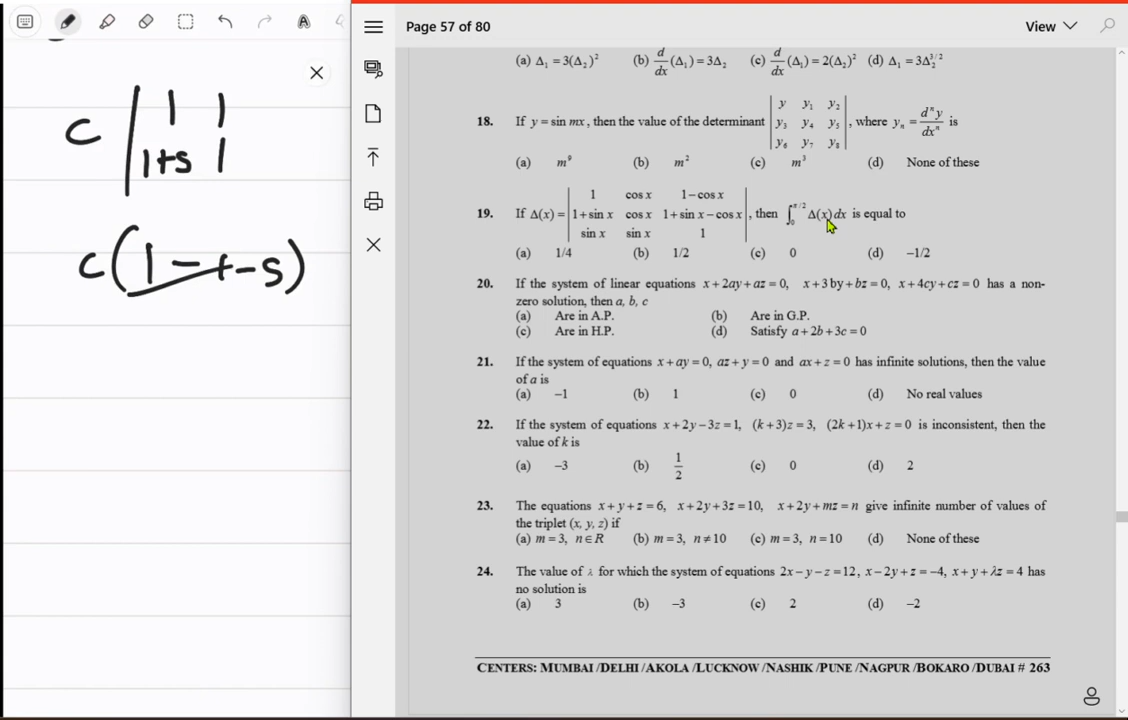 Page 57 of 80
View
C | 1 1 |
| 1+s 1
c(1-1-s)
(a) Δ₁ = 3(Δ₂)² (b) d/dx (Δ₁) = 3Δ₂ (c) d/dx (Δ₁) = 2(Δ₂)² (d) Δ₁ = 3Δ₂^{3/2}
18. If y = sin mx, then the value of the determinant | y y₁ y₂ | y₃ y₄ y₅ | y₆ y₇ y₈ |, where yₙ = dⁿy/dxⁿ is
(a) m⁹ (b) m² (c) m³ (d) None of these
19. If Δ(x) = | 1 cos x 1−cos x | 1+sin x cos x 1+sin x−cos x | sin x sin x 1 |, then ∫₀^{π/2} Δ(x)dx is equal to
(a) 1/4 (b) 1/2 (c) 0 (d) −1/2
20. If the system of linear equations x+2ay+az=0, x+3by+bz=0, x+4cy+cz=0 has a non-
zero solution, then a, b, c
(a) Are in A.P. (b) Are in G.P.
(c) Are in H.P. (d) Satisfy a+2b+3c=0
21. If the system of equations x+ay=0, az+y=0 and ax+z=0 has infinite solutions, then the value
of a is
(a) −1 (b) 1 (c) 0 (d) No real values
22. If the system of equations x+2y−3z=1, (k+3)z=3, (2k+1)x+z=0 is inconsistent, then the
value of k is
(a) −3 (b) 1/2 (c) 0 (d) 2
23. The equations x+y+z=6, x+2y+3z=10, x+2y+mz=n give infinite number of values of
the triplet (x, y, z) if
(a) m=3, n∈R (b) m=3, n≠10 (c) m=3, n=10 (d) None of these
24. The value of λ for which the system of equations 2x−y−z=12, x−2y+z=−4, x+y+λz=4 has
no solution is
(a) 3 (b) −3 (c) 2 (d) −2
CENTERS: MUMBAI /DELHI /AKOLA /LUCKNOW /NASHIK /PUNE /NAGPUR /BOKARO /DUBAI # 263